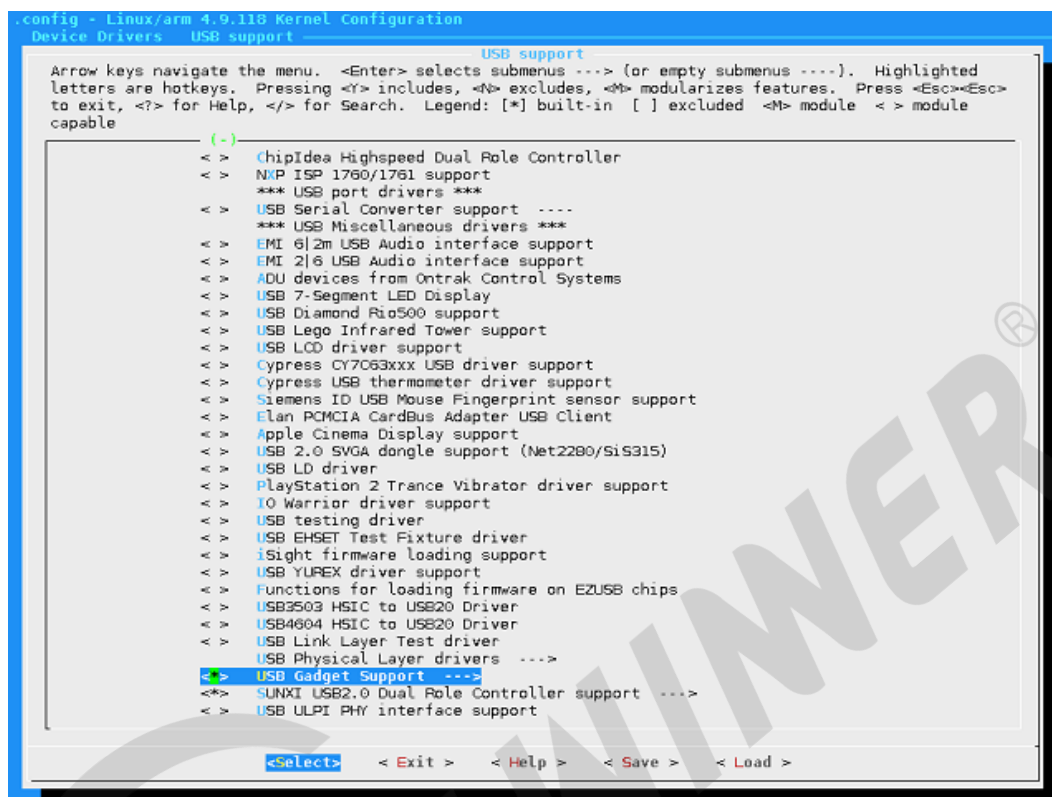 .config - Linux/arm 4.9.118 Kernel Configuration
Device Drivers USB support
USB support
Arrow keys navigate the menu. <Enter> selects submenus ---> (or empty submenus ----). Highlighted
letters are hotkeys. Pressing <Y> includes, <N> excludes, <M> modularizes features. Press <Esc><Esc>
to exit, <?> for Help, </> for Search. Legend: [*] built-in [ ] excluded <M> module < > module
capable
(-)
< > ChipIdea Highspeed Dual Role Controller
< > NXP ISP 1760/1761 support
*** USB port drivers ***
< > USB Serial Converter support ----
*** USB Miscellaneous drivers ***
< > EMI 6|2m USB Audio interface support
< > EMI 2|6 USB Audio interface support
< > ADU devices from Ontrak Control Systems
< > USB 7-Segment LED Display
< > USB Diamond Rio500 support
< > USB Lego Infrared Tower support
< > USB LCD driver support
< > Cypress CY7C63xxx USB driver support
< > Cypress USB thermometer driver support
< > Siemens ID USB Mouse Fingerprint sensor support
< > Elan PCMCIA CardBus Adapter USB Client
< > Apple Cinema Display support
< > USB 2.0 SVGA dongle support (Net2280/SiS315)
< > USB LD driver
< > PlayStation 2 Trance Vibrator driver support
< > IO Warrior driver support
< > USB testing driver
< > USB EHSET Test Fixture driver
< > iSight firmware loading support
< > USB YUREX driver support
< > Functions for loading firmware on EZUSB chips
< > USB3503 HSIC to USB20 Driver
< > USB4604 HSIC to USB20 Driver
< > USB Link Layer Test driver
USB Physical Layer drivers --->
<*> USB Gadget Support --->
<*> SUNXI USB2.0 Dual Role Controller support --->
< > USB ULPI PHY interface support
<Select> < Exit > < Help > < Save > < Load >
WINNER®